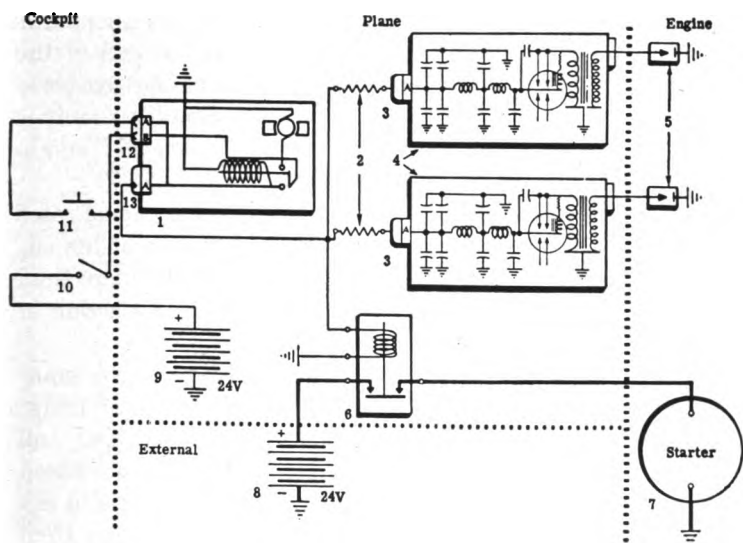 Cockpit
Plane
Engine
3
4
5
2
12
13
1
11
10
3
+
9
−
24V
6
+
External
8
−
24V
Starter
7